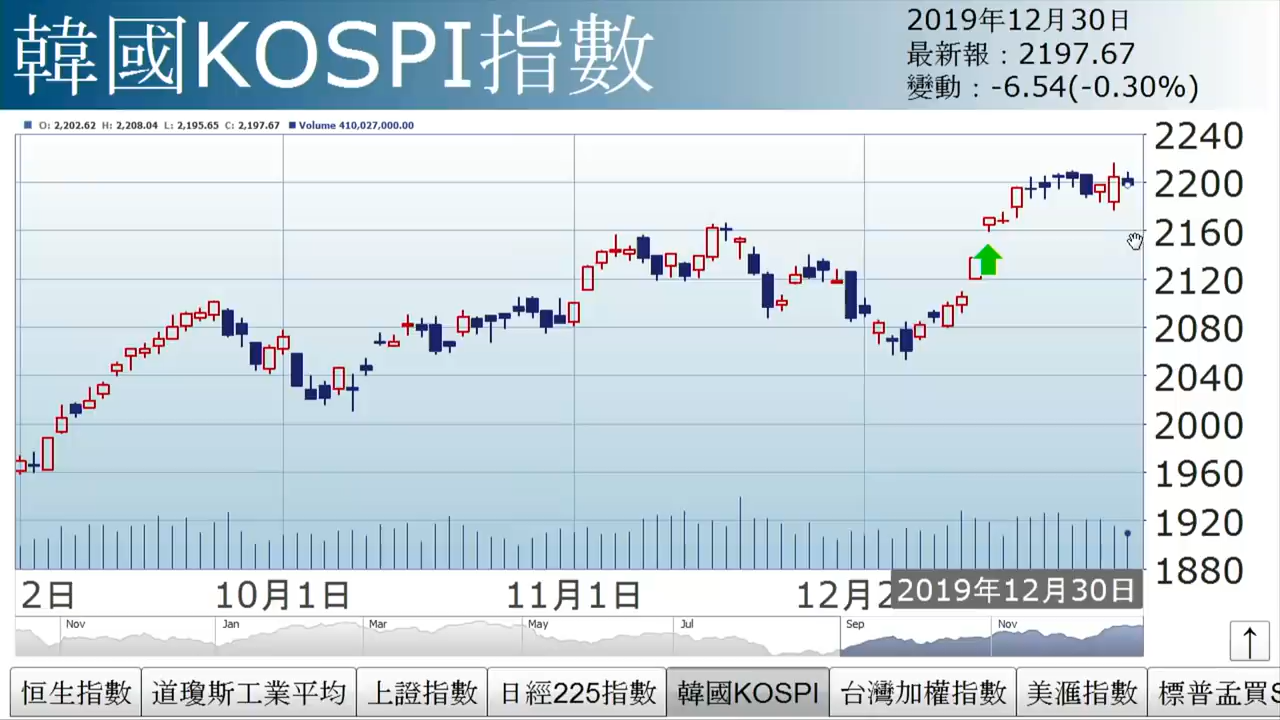 韓國KOSPI指數
2019年12月30日
最新報：2197.67
變動：-6.54(-0.30%)
O: 2,202.62 H: 2,208.04 L: 2,195.65 C: 2,197.67 Volume 410,027,000.00
2240
2200
2160
2120
2080
2040
2000
1960
1920
1880
2日 10月1日 11月1日 12月2 2019年12月30日
Nov Jan Mar May Jul Sep Nov
↑
恒生指數 道瓊斯工業平均 上證指數 日經225指數 韓國KOSPI 台灣加權指數 美滙指數 標普孟買S